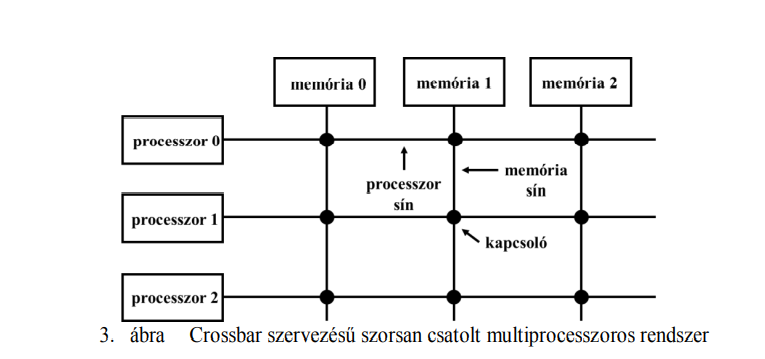 memória 0
memória 1
memória 2
processzor 0
processzor
sín
memória
sín
processzor 1
kapcsoló
processzor 2
3. ábra Crossbar szervezésű szorsan csatolt multiprocesszoros rendszer